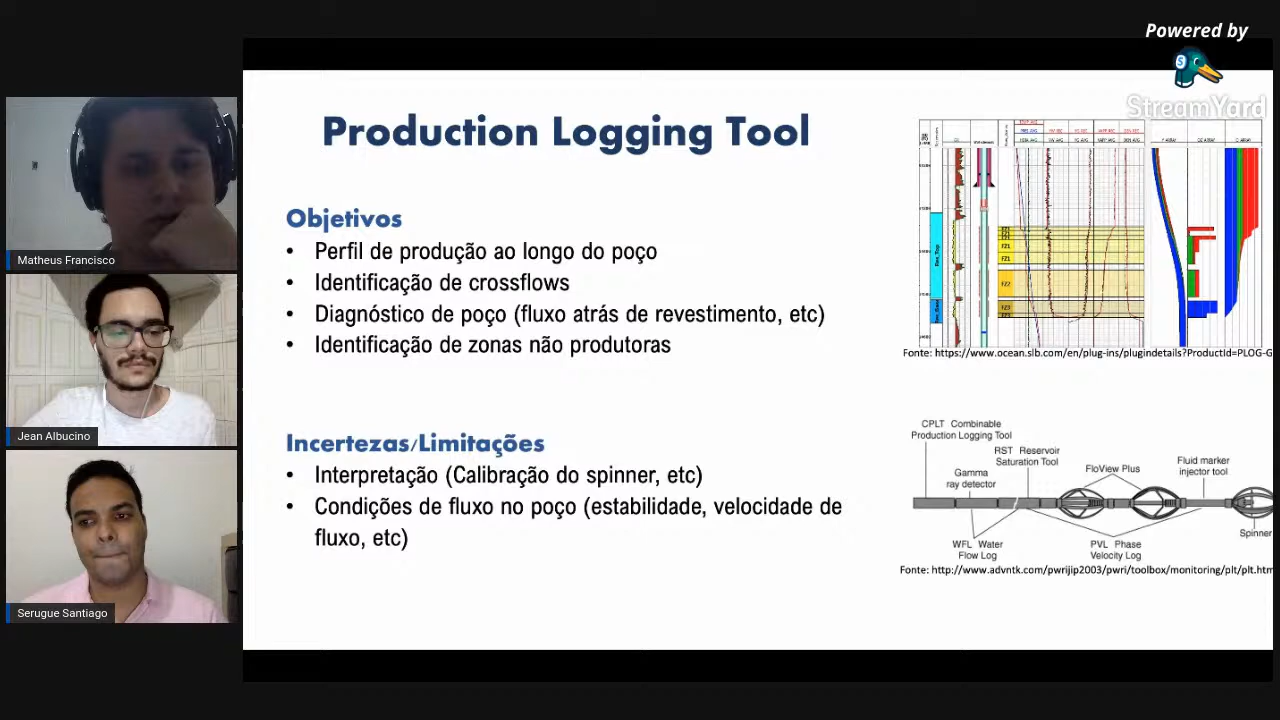 Powered by
StreamYard
Matheus Francisco
Jean Albucino
Serugue Santiago
Production Logging Tool
Objetivos
• Perfil de produção ao longo do poço
• Identificação de crossflows
• Diagnóstico de poço (fluxo atrás de revestimento, etc)
• Identificação de zonas não produtoras
Incertezas/Limitações
• Interpretação (Calibração do spinner, etc)
• Condições de fluxo no poço (estabilidade, velocidade de
fluxo, etc)
FZ1
FZ1
FZ2
FZ3
Fonte: https://www.ocean.slb.com/en/plug-ins/plugindetails?ProductId=PLOG-G
CPLT Combinable
Production Logging Tool
RST Reservoir
Saturation Tool
Gamma
ray detector
FloView Plus
Fluid marker
injector tool
Spinner
WFL Water
Flow Log
PVL Phase
Velocity Log
Fonte: http://www.advntk.com/pwrijip2003/pwri/toolbox/monitoring/plt/plt.htm